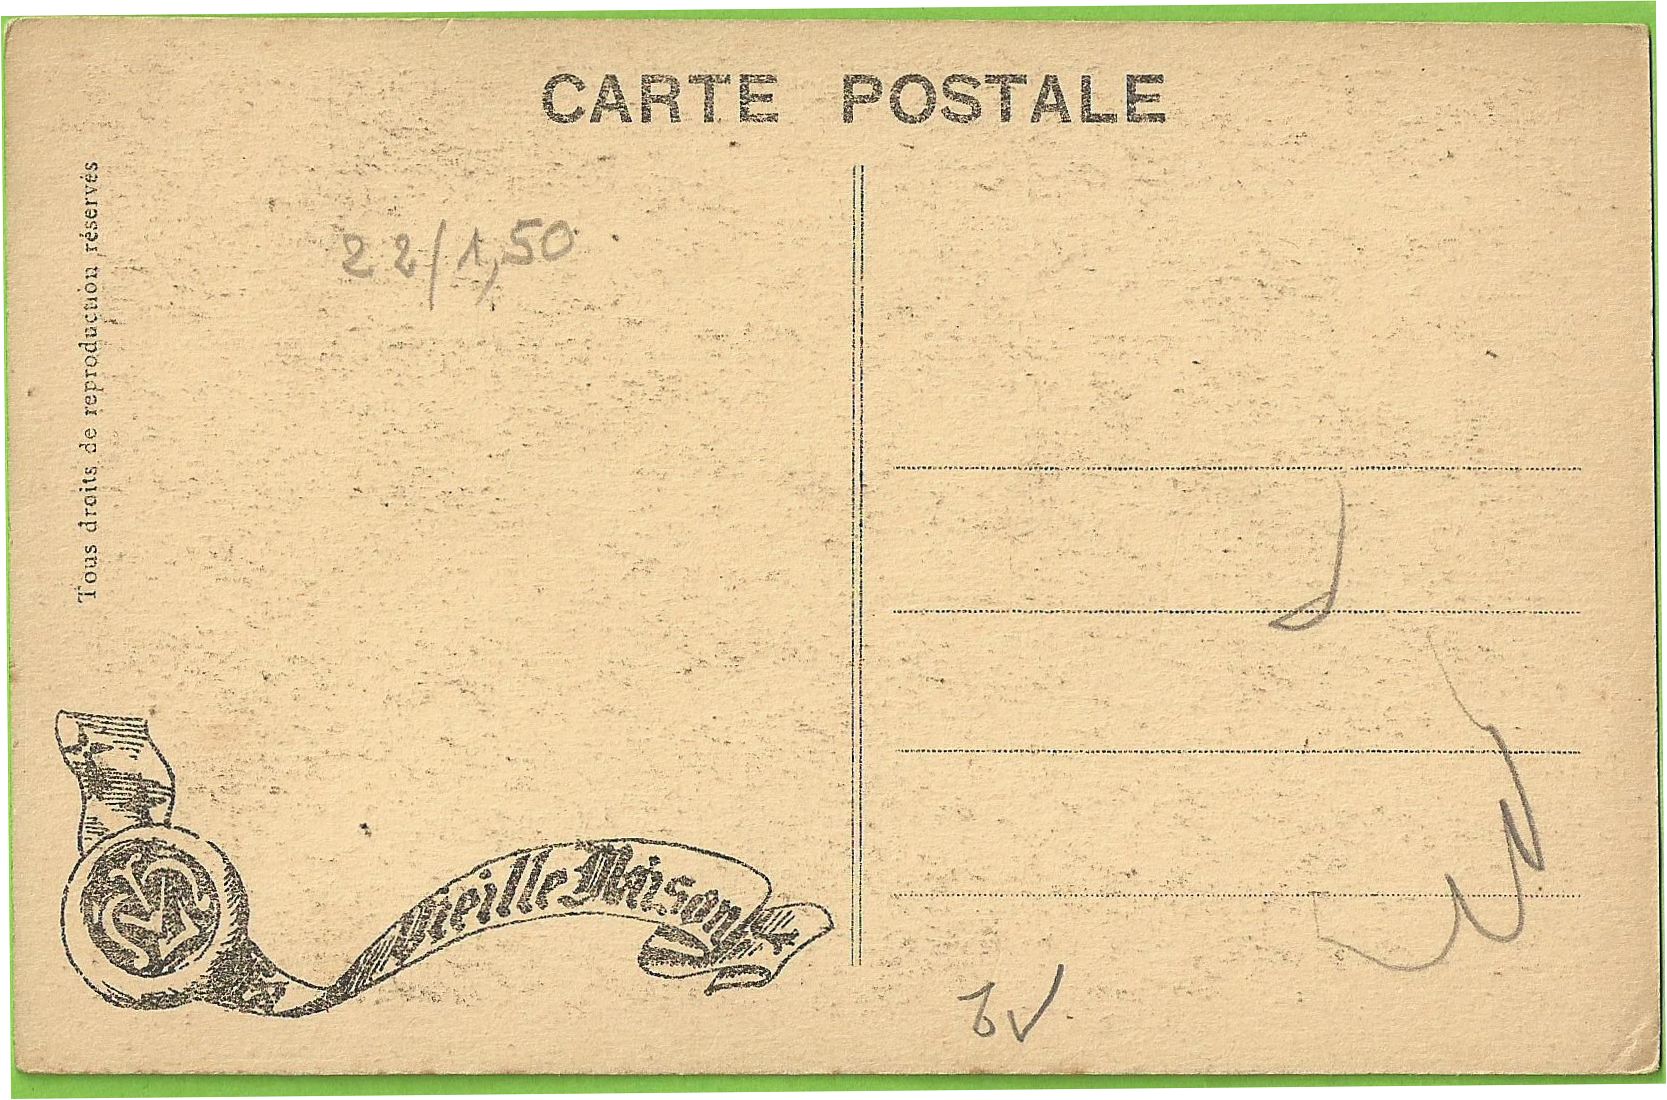 CARTE POSTALE
Tous droits de reproduction réservés
22/1,50
Vieille Maison